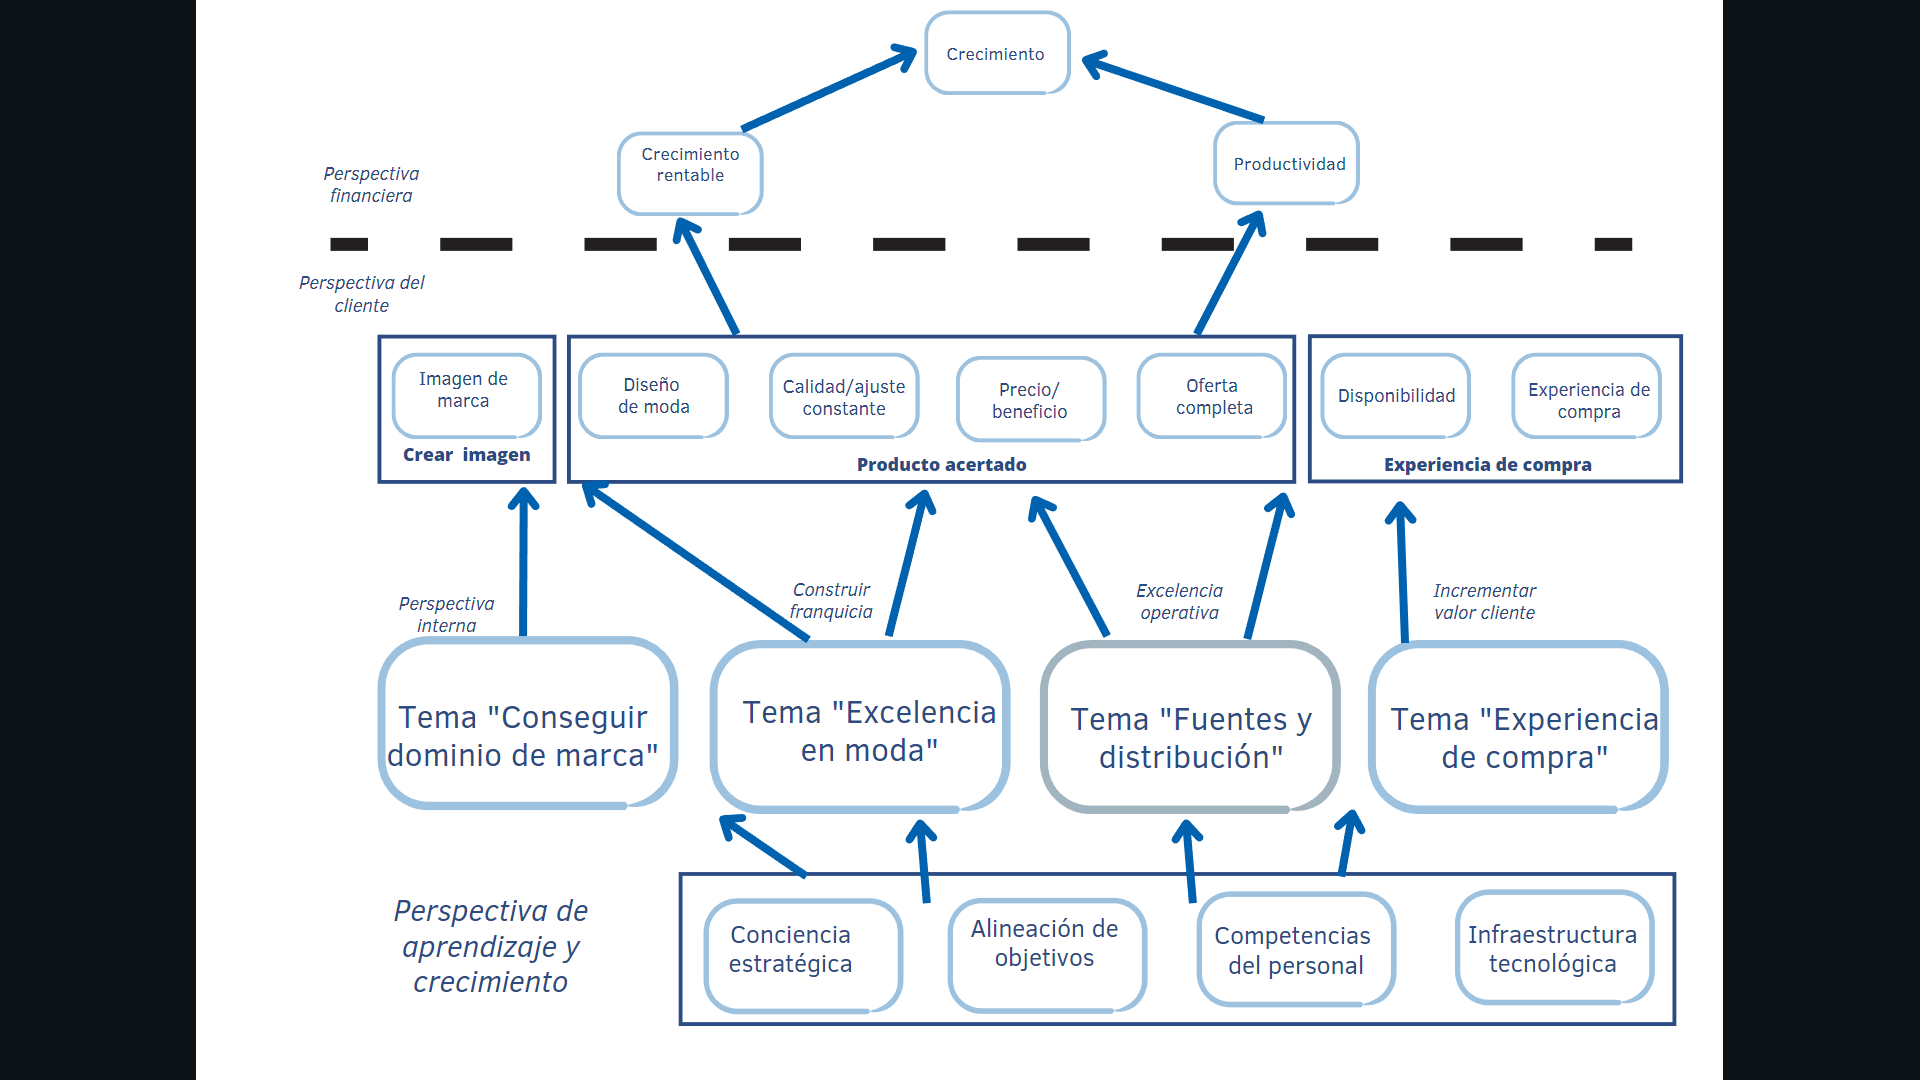 Crecimiento
Crecimiento
rentable
Productividad
Perspectiva
financiera
Perspectiva del
cliente
Imagen de
marca
Crear imagen
Diseño
de moda
Calidad/ajuste
constante
Precio/
beneficio
Oferta
completa
Producto acertado
Disponibilidad
Experiencia de
compra
Experiencia de compra
Perspectiva
interna
Construir
franquicia
Excelencia
operativa
Incrementar
valor cliente
Tema "Conseguir
dominio de marca"
Tema "Excelencia
en moda"
Tema "Fuentes y
distribución"
Tema "Experiencia
de compra"
Perspectiva de
aprendizaje y
crecimiento
Conciencia
estratégica
Alineación de
objetivos
Competencias
del personal
Infraestructura
tecnológica